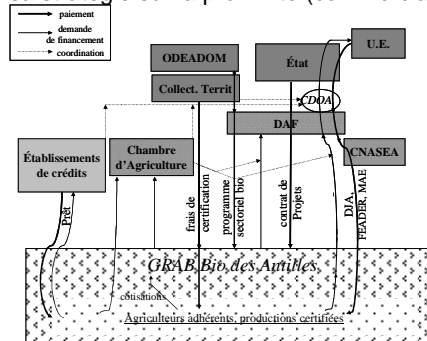 paiement
demande
de financement
coordination
ODEADOM
État
U.E.
Collect. Territ
CDOA
DAF
Chambre
d'Agriculture
Établissements
de crédits
CNASEA
Prêt
frais de
certification
programme
sectoriel bio
contrat de
Projets
DJA,
FEADER, MAE
GRAB Bio des Antilles
cotisations
Agriculteurs adhérents, productions certifiées